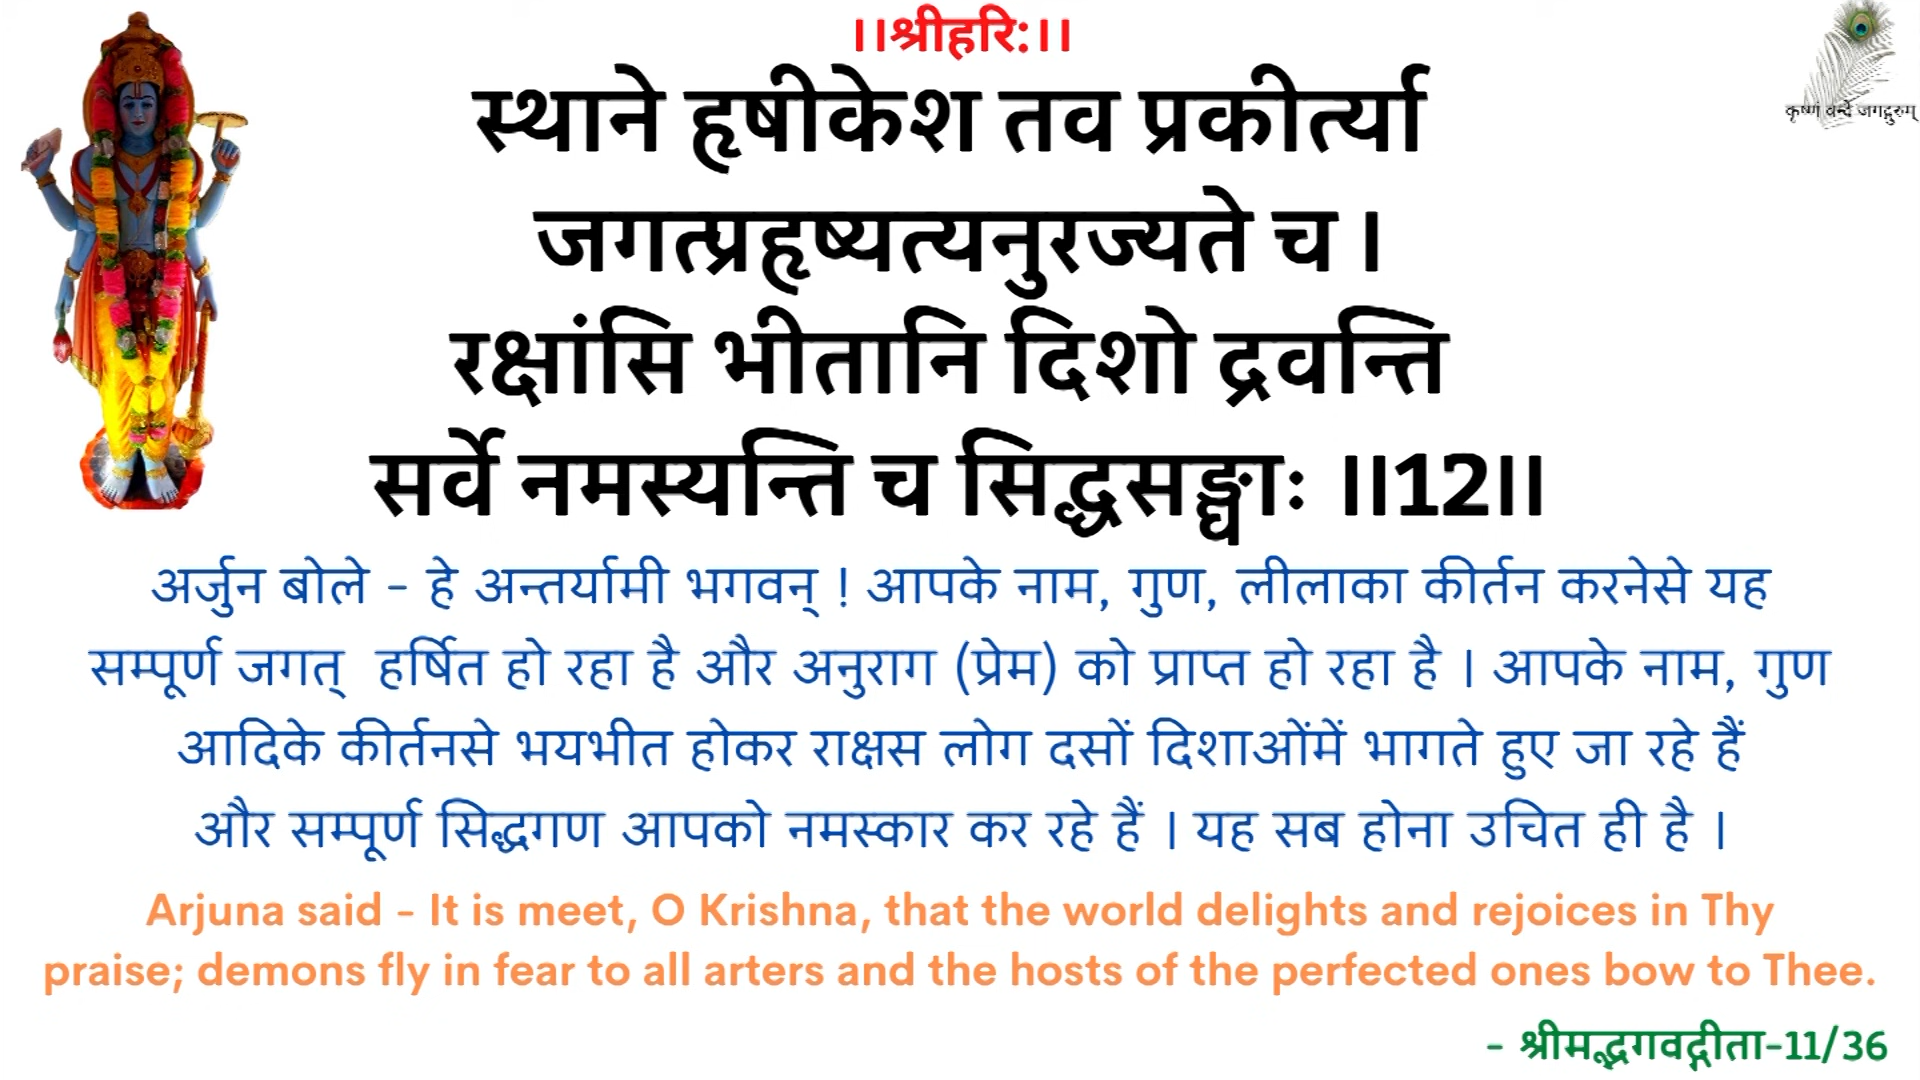 ।।श्रीहरि:।।
कृष्णं वन्दे जगद्गुरुम्
स्थाने हृषीकेश तव प्रकीर्त्या
जगत्प्रहृष्यत्यनुरज्यते च ।
रक्षांसि भीतानि दिशो द्रवन्ति
सर्वे नमस्यन्ति च सिद्धसङ्घाः ।।12।।
अर्जुन बोले - हे अन्तर्यामी भगवन् ! आपके नाम, गुण, लीलाका कीर्तन करनेसे यह
सम्पूर्ण जगत् हर्षित हो रहा है और अनुराग (प्रेम) को प्राप्त हो रहा है । आपके नाम, गुण
आदिके कीर्तनसे भयभीत होकर राक्षस लोग दसों दिशाओंमें भागते हुए जा रहे हैं
और सम्पूर्ण सिद्धगण आपको नमस्कार कर रहे हैं । यह सब होना उचित ही है ।
Arjuna said - It is meet, O Krishna, that the world delights and rejoices in Thy
praise; demons fly in fear to all arters and the hosts of the perfected ones bow to Thee.
- श्रीमद्भगवद्गीता-11/36